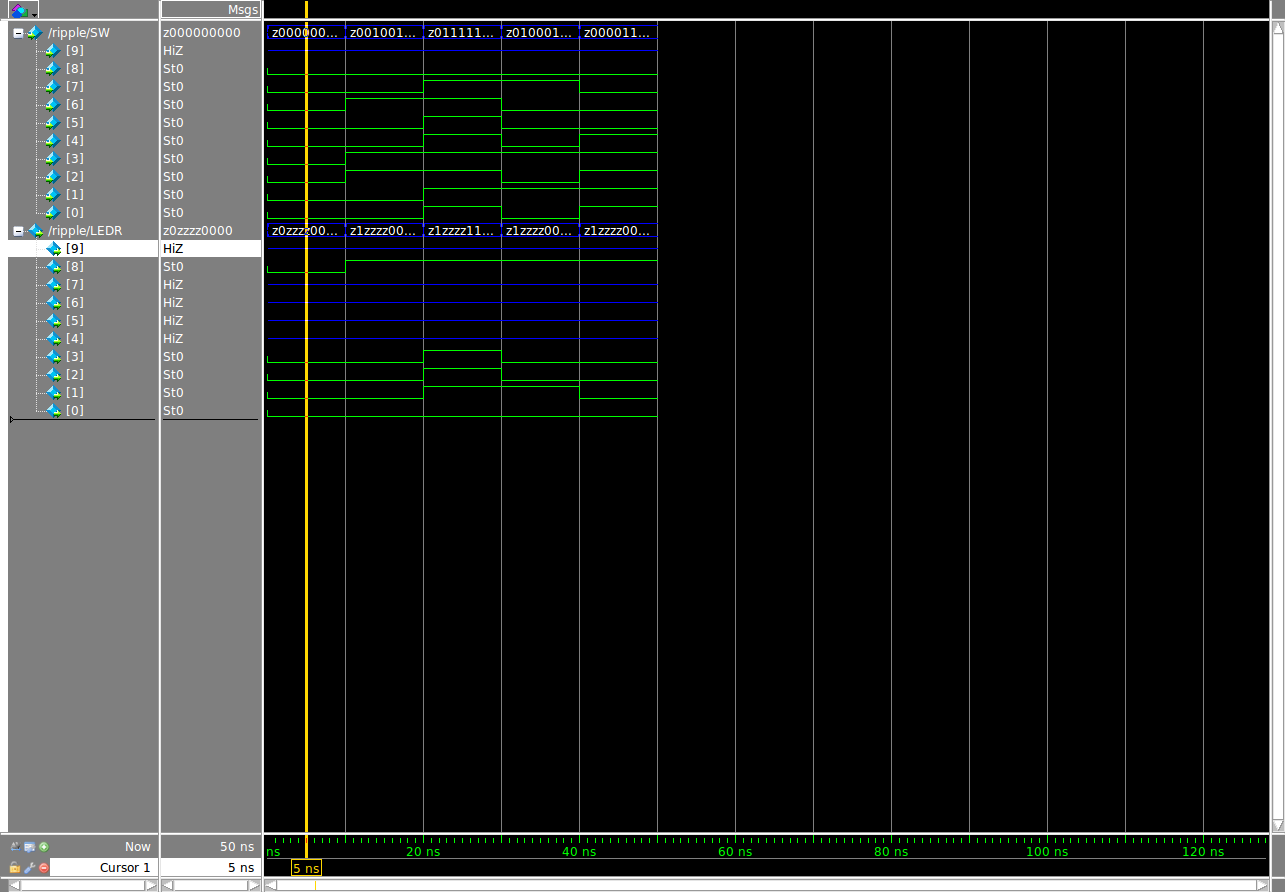 Msgs
/ripple/SW z000000000 z000000... z001001... z011111... z010001... z000011...
[9] HiZ
[8] St0
[7] St0
[6] St0
[5] St0
[4] St0
[3] St0
[2] St0
[1] St0
[0] St0
/ripple/LEDR z0zzzz0000 z0zzzz00... z1zzzz00... z1zzzz11... z1zzzz00... z1zzzz00...
[9] HiZ
[8] St0
[7] HiZ
[6] HiZ
[5] HiZ
[4] HiZ
[3] St0
[2] St0
[1] St0
[0] St0
Now 50 ns ns 20 ns 40 ns 60 ns 80 ns 100 ns 120 ns
Cursor 1 5 ns 5 ns